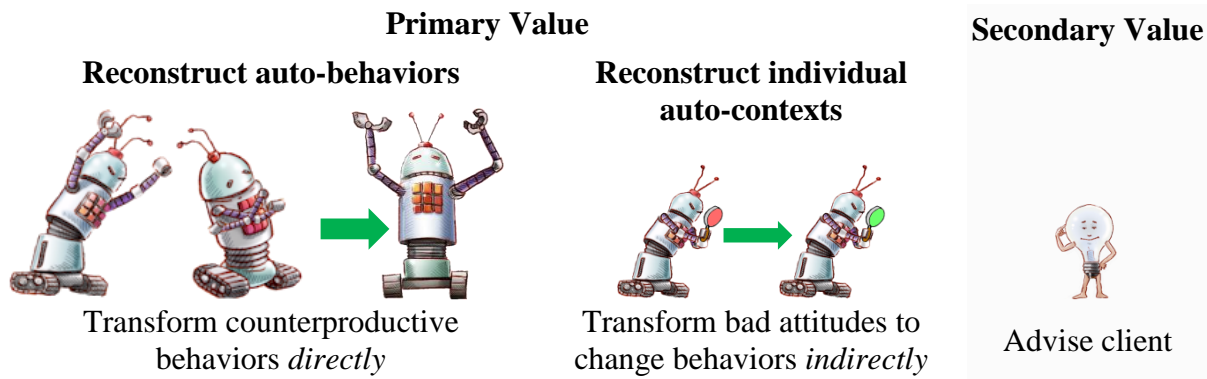 Primary Value
Secondary Value
Reconstruct auto-behaviors
Reconstruct individual
auto-contexts
Transform counterproductive
behaviors directly
Transform bad attitudes to
change behaviors indirectly
Advise client